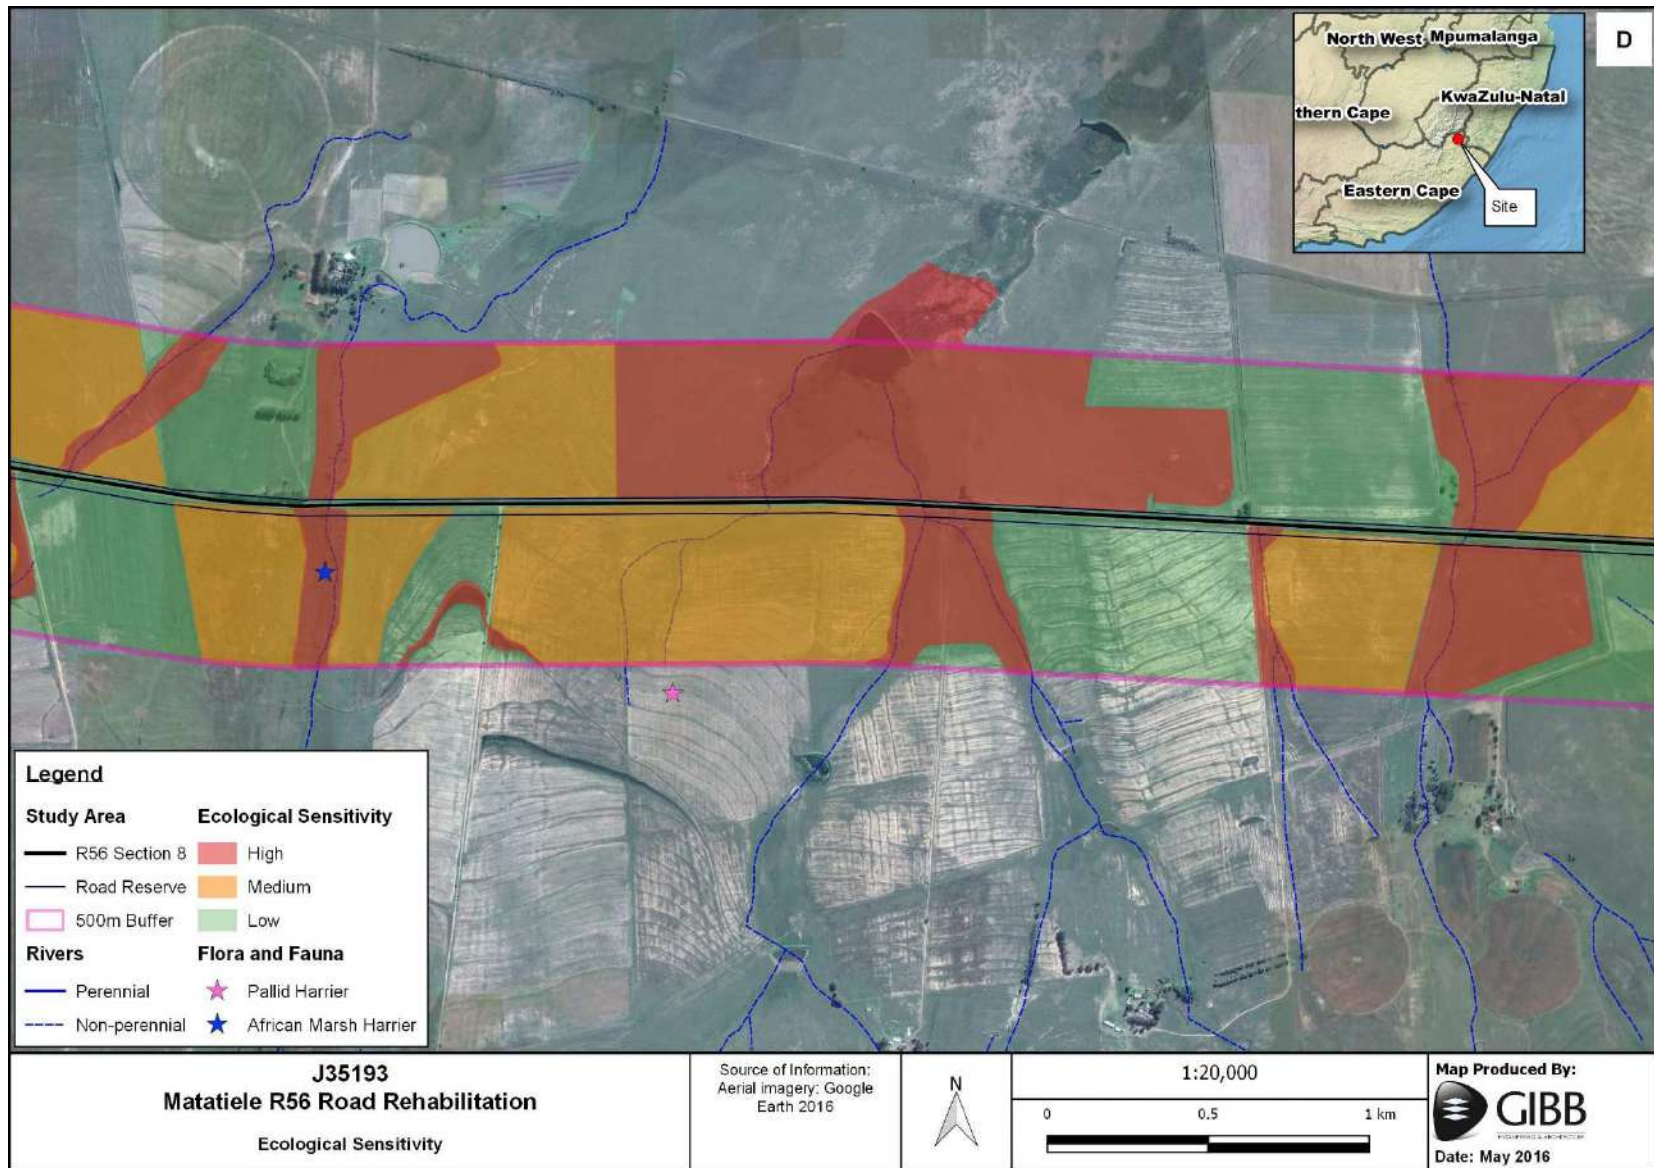 North West Mpumalanga
KwaZulu-Natal
thern Cape
Eastern Cape
Site
D
Legend
Study Area
R56 Section 8
Road Reserve
500m Buffer
Rivers
Perennial
Non-perennial
Ecological Sensitivity
High
Medium
Low
Flora and Fauna
Pallid Harrier
African Marsh Harrier
J35193
Matatiele R56 Road Rehabilitation
Ecological Sensitivity
Source of Information:
Aerial imagery: Google
Earth 2016
N
1:20,000
0 0.5 1 km
Map Produced By:
GIBB
ENGINEERING & ARCHITECTURE
Date: May 2016